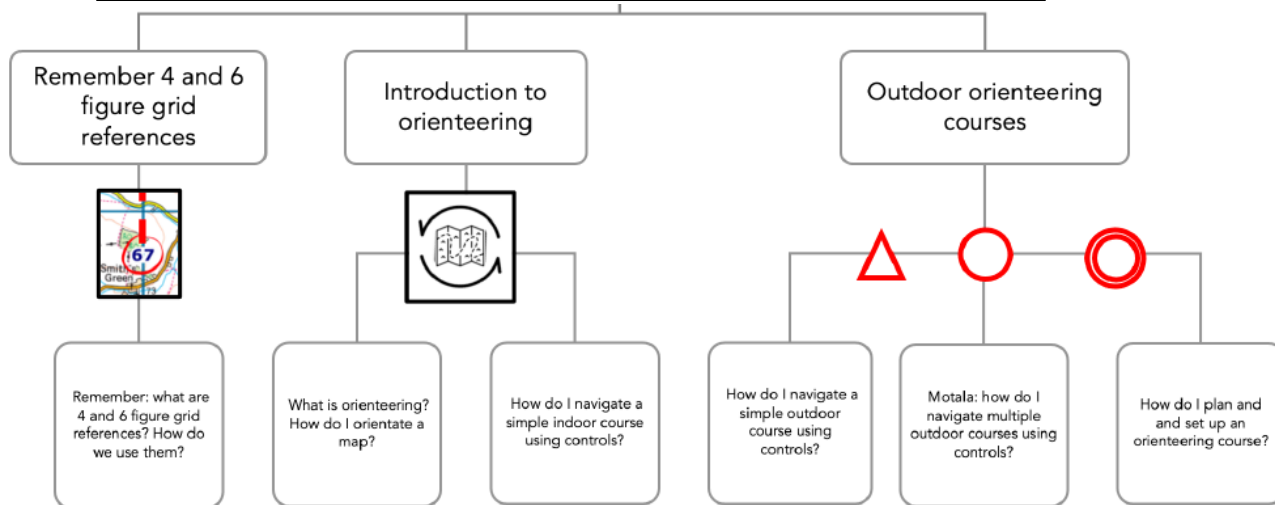 Remember 4 and 6
figure grid
references
Introduction to
orienteering
Outdoor orienteering
courses
67
Smith
Green
73
Remember: what are
4 and 6 figure grid
references? How do
we use them?
What is orienteering?
How do I orientate a
map?
How do I navigate a
simple indoor course
using controls?
How do I navigate a
simple outdoor
course using
controls?
Motala: how do I
navigate multiple
outdoor courses using
controls?
How do I plan and
and set up an
orienteering course?